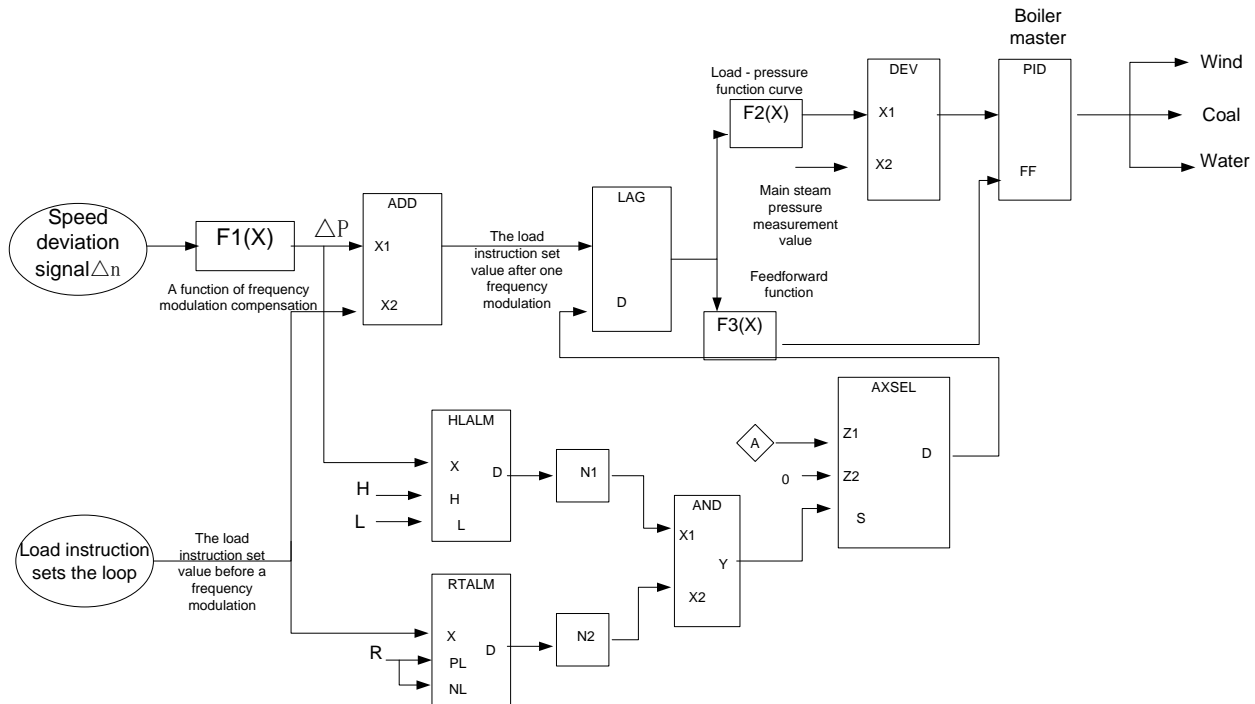 Boiler
master
Load - pressure
function curve
DEV
PID
Wind
F2(X)
X1
Coal
X2
FF
Water
Main steam
pressure
measurement
value
ADD
LAG
Speed
deviation
signal△n
F1(X)
△P
X1
The load
instruction set
value after one
frequency
modulation
Feedforward
function
A function of frequency
modulation compensation
X2
D
F3(X)
AXSEL
HLALM
A
Z1
D
X
D
N1
0
Z2
H
H
AND
S
L
L
X1
Load instruction
sets the loop
The load
instruction set
value before a
frequency
modulation
Y
RTALM
X2
X
D
N2
R
PL
NL